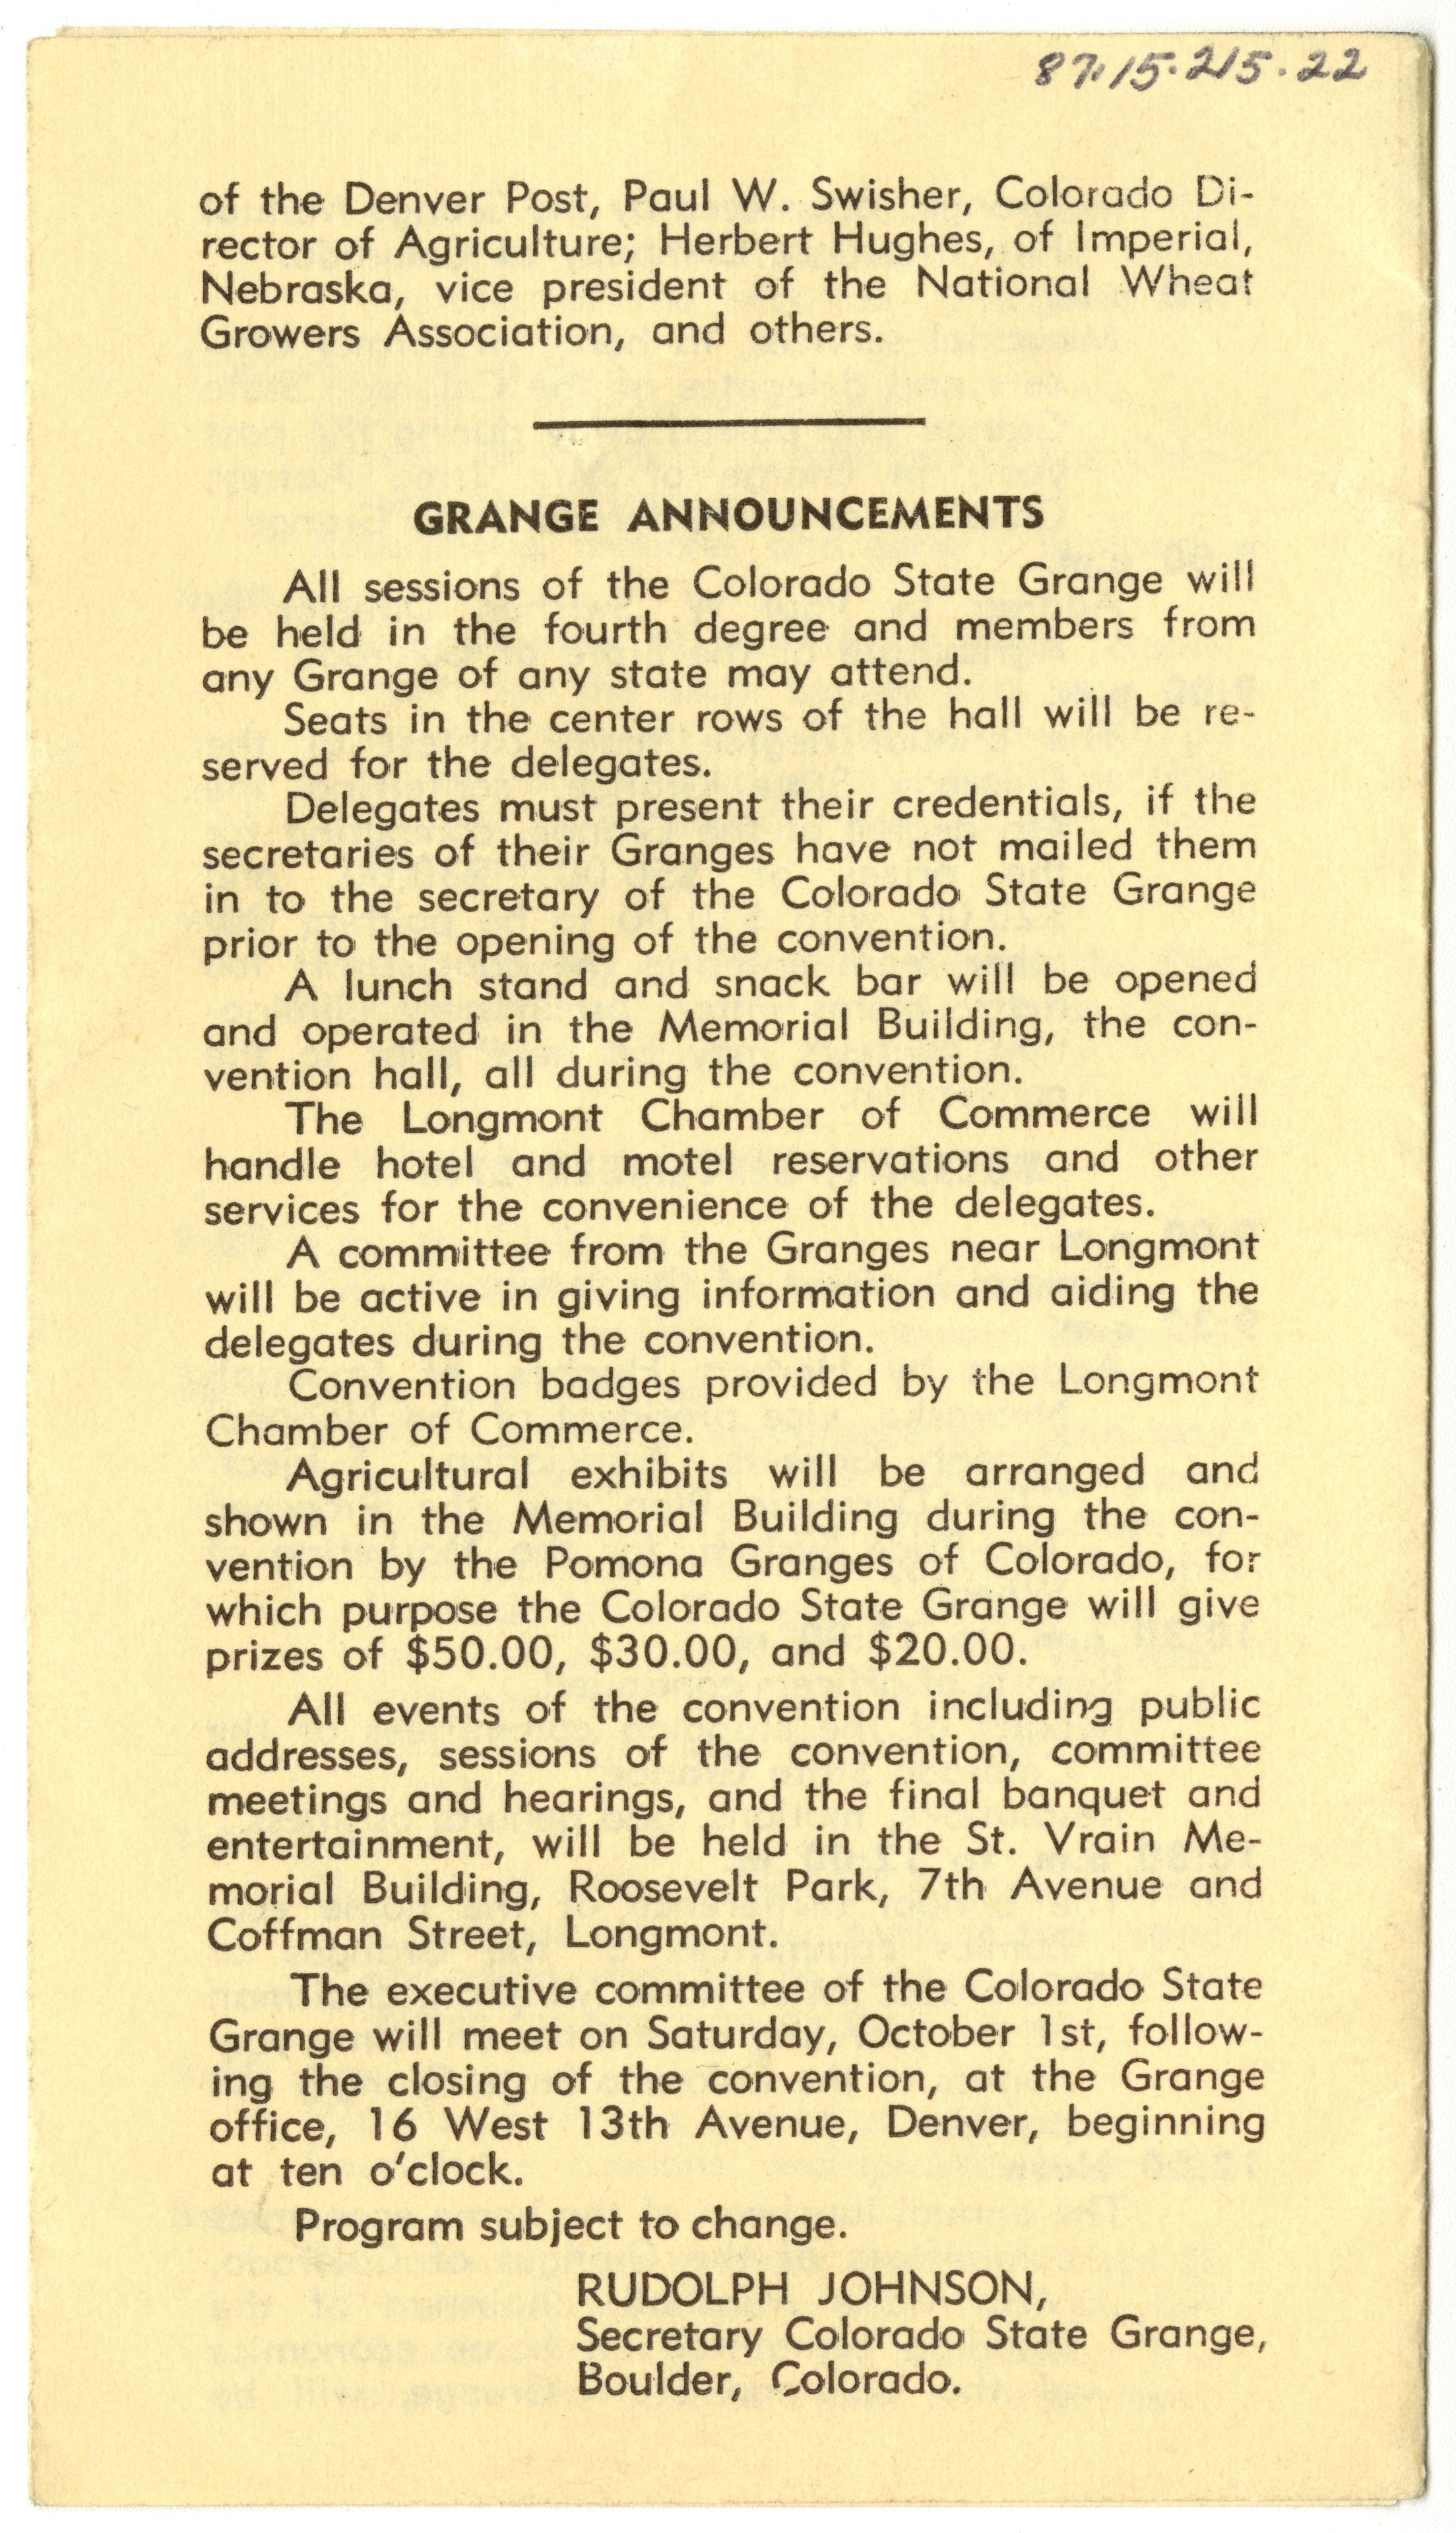 87.15.215.22
of the Denver Post, Paul W. Swisher, Colorado Di-
rector of Agriculture; Herbert Hughes, of Imperial,
Nebraska, vice president of the National Wheat
Growers Association, and others.
GRANGE ANNOUNCEMENTS
All sessions of the Colorado State Grange will
be held in the fourth degree and members from
any Grange of any state may attend.
Seats in the center rows of the hall will be re-
served for the delegates.
Delegates must present their credentials, if the
secretaries of their Granges have not mailed them
in to the secretary of the Colorado State Grange
prior to the opening of the convention.
A lunch stand and snack bar will be opened
and operated in the Memorial Building, the con-
vention hall, all during the convention.
The Longmont Chamber of Commerce will
handle hotel and motel reservations and other
services for the convenience of the delegates.
A committee from the Granges near Longmont
will be active in giving information and aiding the
delegates during the convention.
Convention badges provided by the Longmont
Chamber of Commerce.
Agricultural exhibits will be arranged and
shown in the Memorial Building during the con-
vention by the Pomona Granges of Colorado, for
which purpose the Colorado State Grange will give
prizes of $50.00, $30.00, and $20.00.
All events of the convention including public
addresses, sessions of the convention, committee
meetings and hearings, and the final banquet and
entertainment, will be held in the St. Vrain Me-
morial Building, Roosevelt Park, 7th Avenue and
Coffman Street, Longmont.
The executive committee of the Colorado State
Grange will meet on Saturday, October 1st, follow-
ing the closing of the convention, at the Grange
office, 16 West 13th Avenue, Denver, beginning
at ten o'clock.
Program subject to change.
RUDOLPH JOHNSON,
Secretary Colorado State Grange,
Boulder, Colorado.